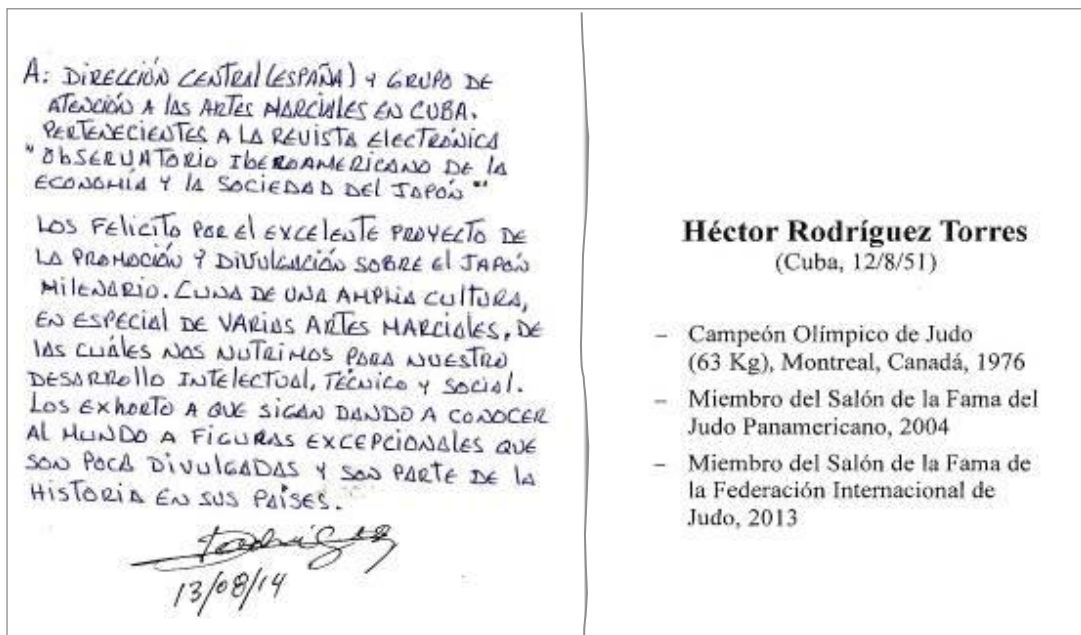 A: DIRECCIÓN CENTRAL (ESPAÑA) Y GRUPO DE
ATENCIÓN A LAS ARTES MARCIALES EN CUBA.
PERTENECIENTES A LA REVISTA ELECTRÓNICA
"OBSERVATORIO IBEROAMERICANO DE LA
ECONOMÍA Y LA SOCIEDAD DEL JAPÓN"
LOS FELICITO POR EL EXCELENTE PROYECTO DE
LA PROMOCIÓN Y DIVULGACIÓN SOBRE EL JAPÓN
MILENARIO. CUNA DE UNA AMPLIA CULTURA,
EN ESPECIAL DE VARIAS ARTES MARCIALES, DE
LAS CUÁLES NOS NUTRIMOS PARA NUESTRO
DESARROLLO INTELECTUAL, TÉCNICO Y SOCIAL.
LOS EXHORTO A QUE SIGAN DANDO A CONOCER
AL MUNDO A FIGURAS EXCEPCIONALES QUE
SON POCA DIVULGADAS Y SON PARTE DE LA
HISTORIA EN SUS PAÍSES.
Rodríguez
13/08/14
Héctor Rodríguez Torres
(Cuba, 12/8/51)
– Campeón Olímpico de Judo
(63 Kg), Montreal, Canadá, 1976
– Miembro del Salón de la Fama del
Judo Panamericano, 2004
– Miembro del Salón de la Fama de
la Federación Internacional de
Judo, 2013